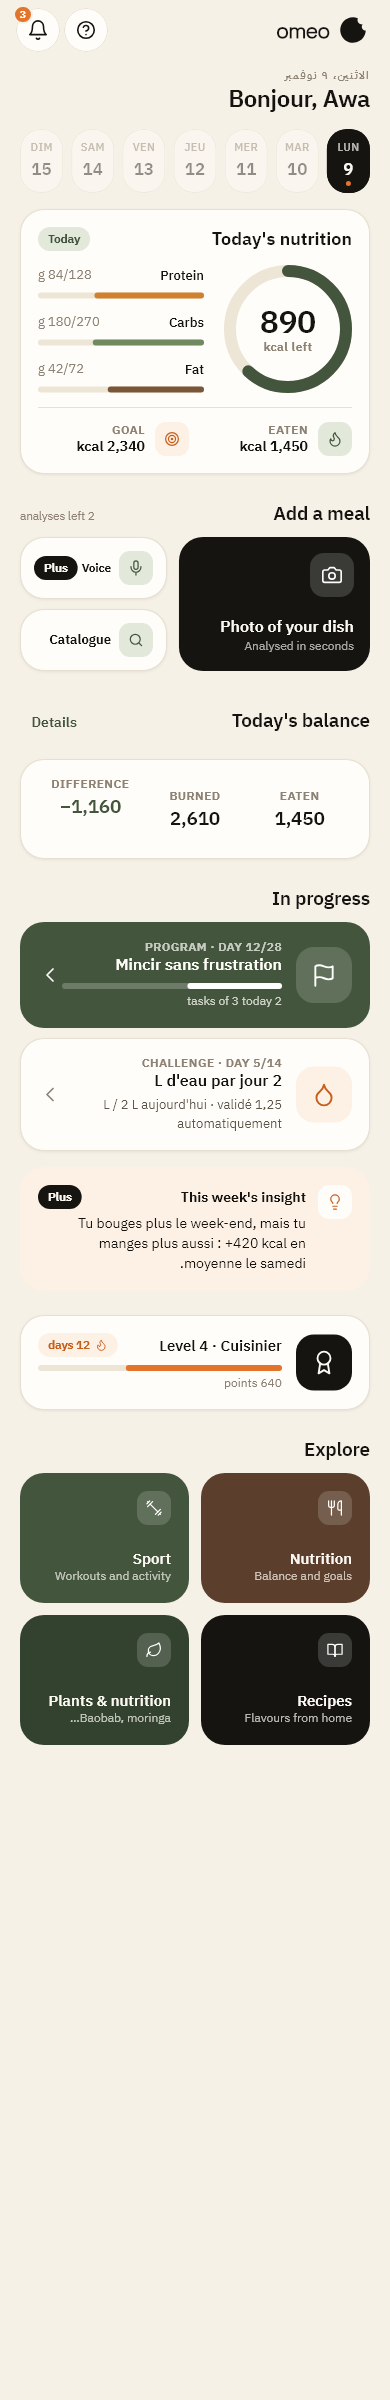 omeo
3
الاثنين، ٩ نوفمبر
Bonjour, Awa
LUN
9
MAR
10
MER
11
JEU
12
VEN
13
SAM
14
DIM
15
Today's nutrition
Today
890
kcal left
Protein
g 84/128
Carbs
g 180/270
Fat
g 42/72
EATEN
kcal 1,450
GOAL
kcal 2,340
Add a meal
analyses left 2
Photo of your dish
Analysed in seconds
Voice
Plus
Catalogue
Today's balance
Details
EATEN
1,450
BURNED
2,610
DIFFERENCE
−1,160
In progress
PROGRAM · DAY 12/28
Mincir sans frustration
tasks of 3 today 2
CHALLENGE · DAY 5/14
L d'eau par jour 2
L / 2 L aujourd'hui · validé 1,25
automatiquement
This week's insight
Plus
Tu bouges plus le week-end, mais tu
manges plus aussi : +420 kcal en
.moyenne le samedi
Level 4 · Cuisinier
days 12
points 640
Explore
Nutrition
Balance and goals
Sport
Workouts and activity
Recipes
Flavours from home
Plants & nutrition
...Baobab, moringa